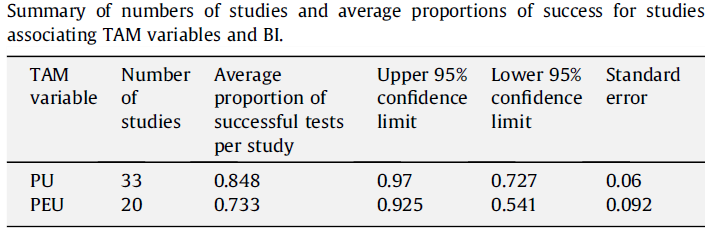 Summary of numbers of studies and average proportions of success for studies
associating TAM variables and BI.
TAM variable Number of studies Average proportion of successful tests per study Upper 95% confidence limit Lower 95% confidence limit Standard error
PU 33 0.848 0.97 0.727 0.06
PEU 20 0.733 0.925 0.541 0.092